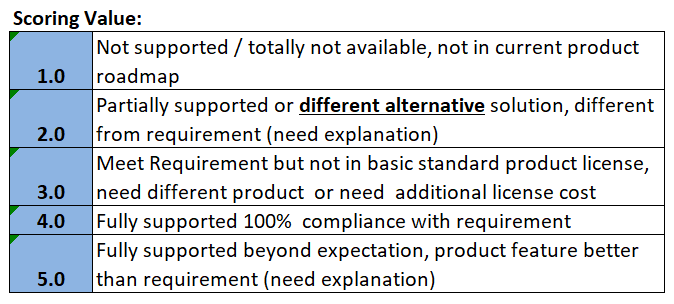 Scoring Value:
Not supported / totally not available, not in current product
1.0 roadmap
Partially supported or different alternative solution, different
2.0 from requirement (need explanation)
Meet Requirement but not in basic standard product license,
3.0 need different product or need additional license cost
4.0 Fully supported 100% compliance with requirement
Fully supported beyond expectation, product feature better
5.0 than requirement (need explanation)